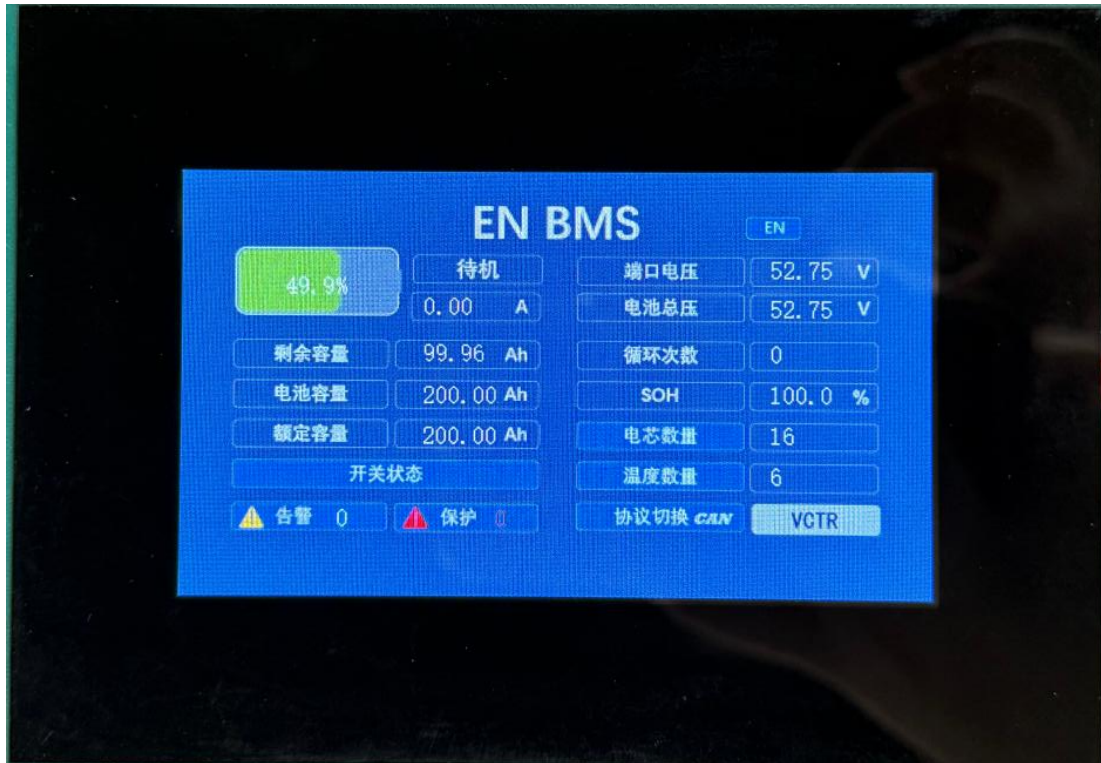 EN BMS
EN
49.9%
待机
端口电压 52.75 V
0.00 A
电池总压 52.75 V
剩余容量 99.96 Ah
循环次数 0
电池容量 200.00 Ah
SOH 100.0 %
额定容量 200.00 Ah
电芯数量 16
开关状态
温度数量 6
告警 0
保护 0
协议切换 CAN VCTR